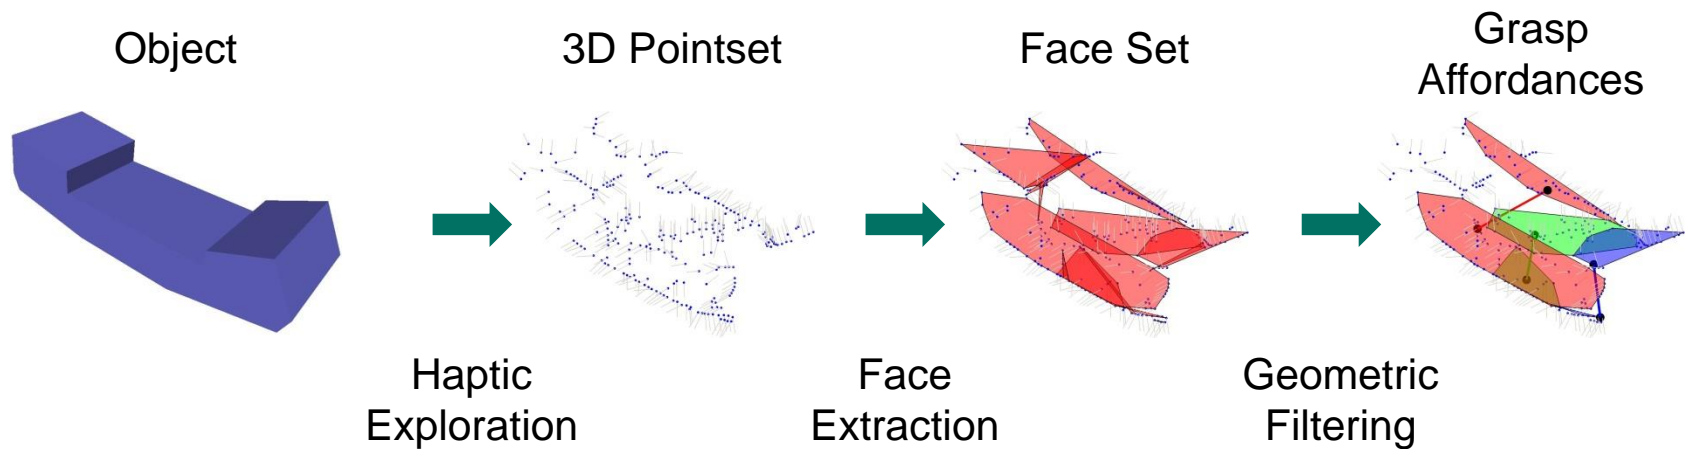 Object
3D Pointset
Face Set
Grasp
Affordances
Haptic
Exploration
Face
Extraction
Geometric
Filtering